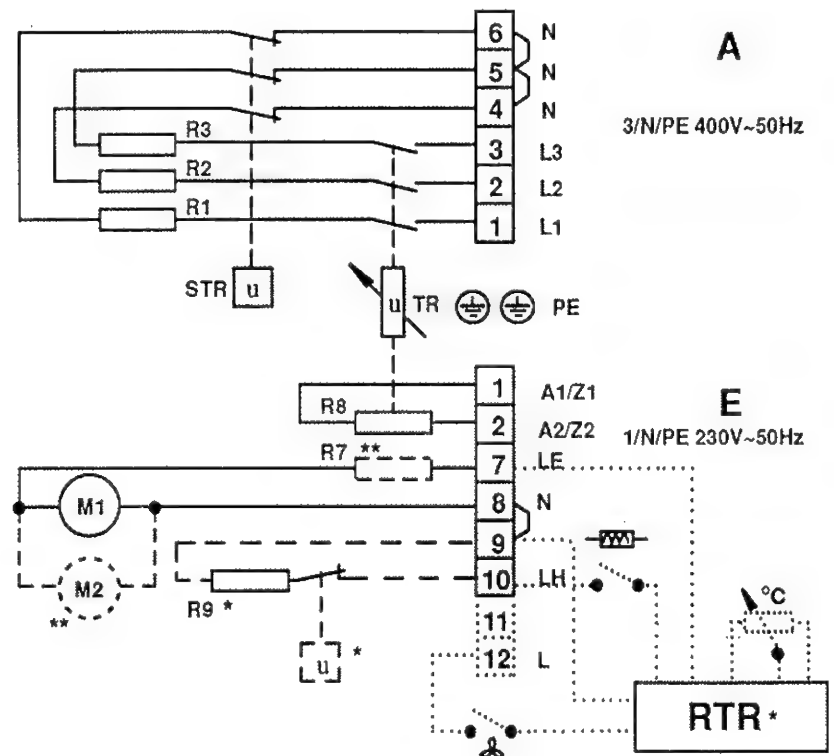 6 N
5 N
4 N
A
3/N/PE 400V~50Hz
R3
3 L3
R2
2 L2
R1
1 L1
STR u
u TR
PE
1 A1/Z1
R8
2 A2/Z2
E
1/N/PE 230V~50Hz
R7 **
7 LE
M1
8 N
9
M2
**
R9 *
10 LH
°C
11
u *
12 L
RTR *